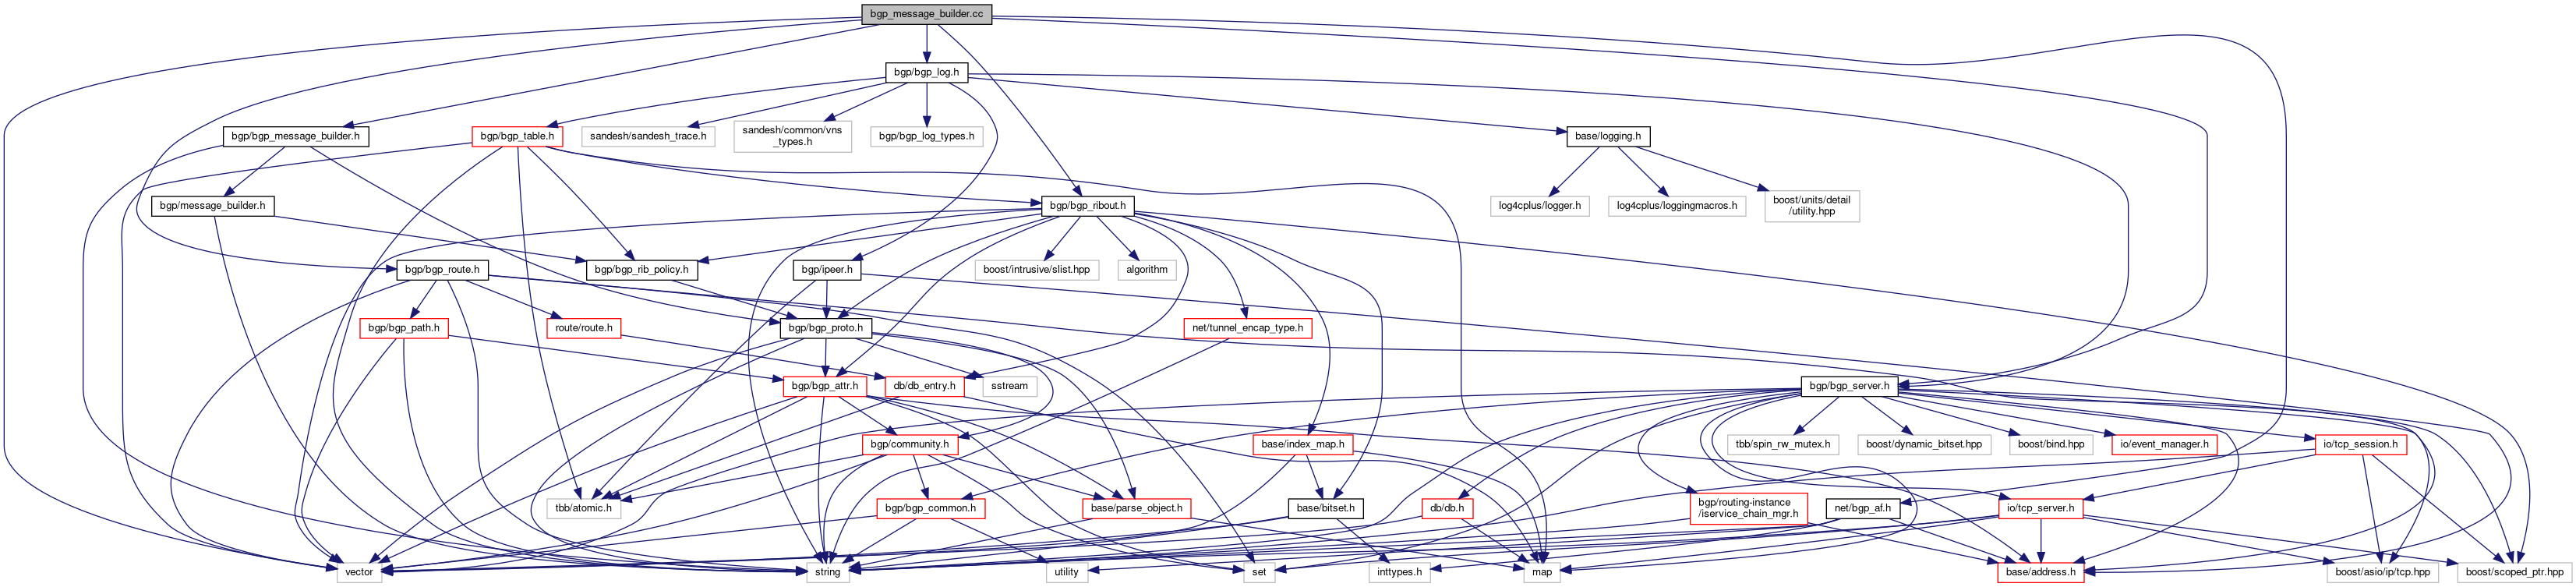 bgp_message_builder.cc
bgp/bgp_log.h
bgp/bgp_message_builder.h
bgp/bgp_table.h
sandesh/sandesh_trace.h
sandesh/common/vns
_types.h
bgp/bgp_log_types.h
base/logging.h
bgp/message_builder.h
bgp/bgp_ribout.h
log4cplus/logger.h
log4cplus/loggingmacros.h
boost/units/detail
/utility.hpp
bgp/bgp_route.h
bgp/bgp_rib_policy.h
bgp/ipeer.h
boost/intrusive/slist.hpp
algorithm
bgp/bgp_path.h
route/route.h
bgp/bgp_proto.h
net/tunnel_encap_type.h
bgp/bgp_attr.h
db/db_entry.h
sstream
bgp/bgp_server.h
bgp/community.h
base/index_map.h
tbb/spin_rw_mutex.h
boost/dynamic_bitset.hpp
boost/bind.hpp
io/event_manager.h
io/tcp_session.h
tbb/atomic.h
bgp/bgp_common.h
base/parse_object.h
base/bitset.h
db/db.h
bgp/routing-instance
/iservice_chain_mgr.h
net/bgp_af.h
io/tcp_server.h
vector
string
utility
set
inttypes.h
map
base/address.h
boost/asio/ip/tcp.hpp
boost/scoped_ptr.hpp